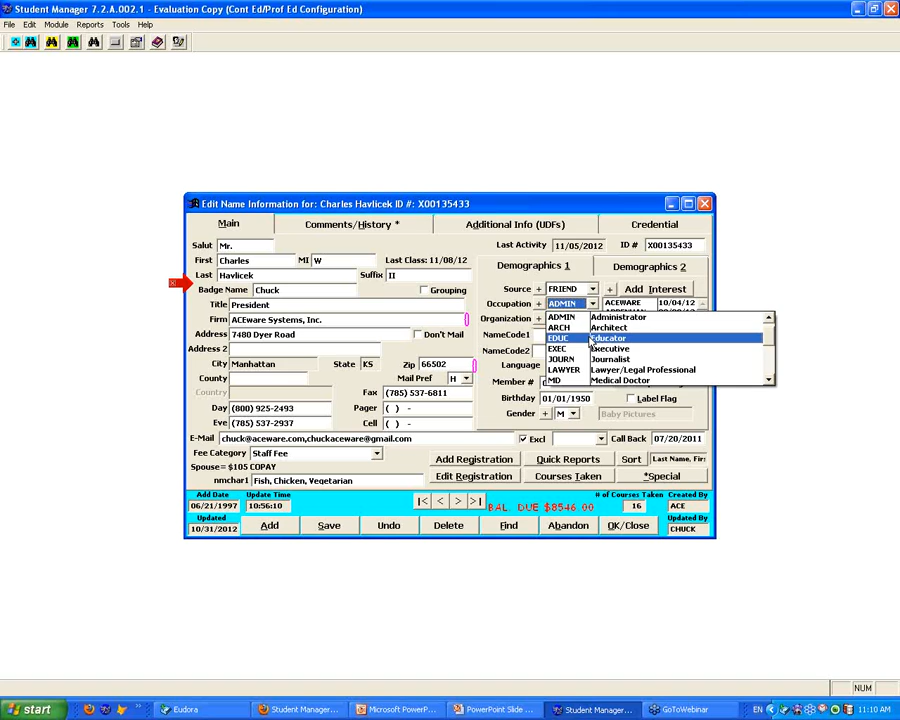 Student Manager 7.2.A.002.1 - Evaluation Copy (Cont Ed/Prof Ed Configuration)
File Edit Module Reports Tools Help
Edit Name Information for: Charles Havlicek ID #: X00135433
Main Comments/History * Additional Info (UDFs) Credential
Salut Mr. Last Activity 11/05/2012 ID # X00135433
First Charles MI W Last Class: 11/08/12 Demographics 1 Demographics 2
Last Havlicek Suffix II
Badge Name Chuck Grouping Source + FRIEND + Add Interest
Title President Occupation + ADMIN ACEWARE 10/04/12
Firm ACEware Systems, Inc. Organization + ADMIN Administrator
Address 7480 Dyer Road Don't Mail NameCode1 ARCH Architect
EDUC Educator
Address 2 NameCode2 EXEC Executive
JOURN Journalist
City Manhattan State KS Zip 66502 Language LAWYER Lawyer/Legal Professional
County Mail Pref H Member # MD Medical Doctor
Country Fax (785) 537-6811 Birthday 01/01/1950 Label Flag
Day (800) 925-2493 Pager ( ) - Gender + M Baby Pictures
Eve (785) 537-2937 Cell ( ) -
E-Mail chuck@aceware.com,chuckaceware@gmail.com Excl Call Back 07/20/2011
Fee Category Staff Fee Add Registration Quick Reports Sort Last Name, Firs
Spouse= $105 COPAY Edit Registration Courses Taken *Special
nmchar1 Fish, Chicken, Vegetarian
Add Date Update Time # of Courses Taken Created By
06/21/1997 10:56:10 |< < > >| BAL DUE $8546.00 16 ACE
Updated Updated By
10/31/2012 Add Save Undo Delete Find Abandon OK/Close CHUCK
NUM
start Eudora Student Manager... Microsoft PowerP... PowerPoint Slide ... Student Manager... GoToWebinar EN 11:10 AM